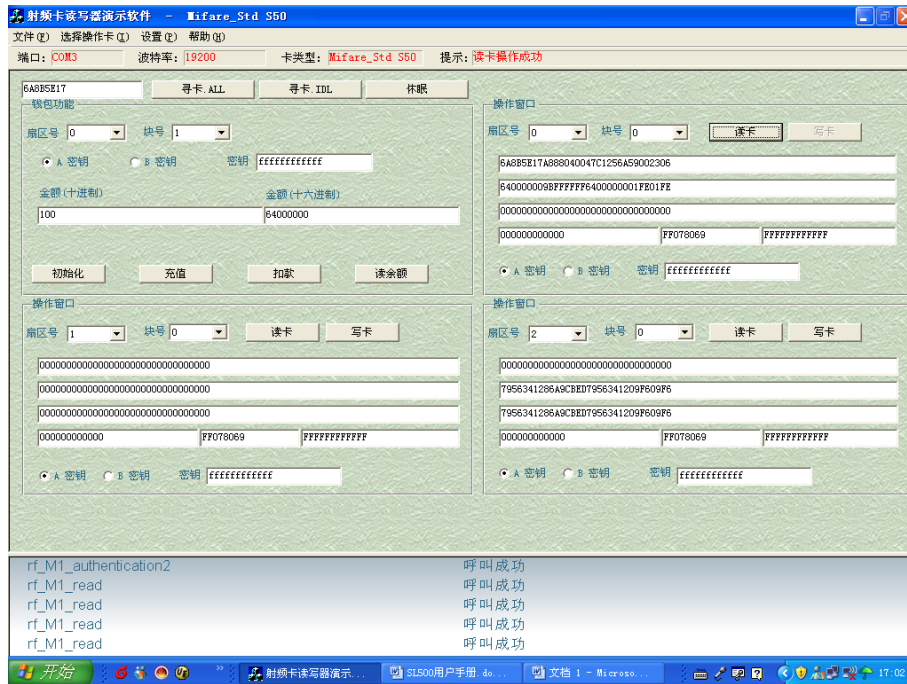 射频卡读写器演示软件 - Mifare_Std S50
文件(F) 选择操作卡(I) 设置(P) 帮助(H)
端口: COM3 波特率: 19200 卡类型: Mifare_Std S50 提示: 读卡操作成功
6A8B5E17 寻卡.ALL 寻卡.IDL 休眠
钱包功能
扇区号 0 块号 1
A 密钥 B 密钥 密钥 ffffffffffff
金额(十进制) 金额(十六进制)
100 64000000
初始化 充值 扣款 读余额
操作窗口
扇区号 0 块号 0 读卡 写卡
6A8B5E17A888040047C1256A59002306
640000009BFFFFFF6400000001FE01FE
00000000000000000000000000000000
000000000000 FF078069 FFFFFFFFFFFF
A 密钥 B 密钥 密钥 ffffffffffff
操作窗口
扇区号 1 块号 0 读卡 写卡
00000000000000000000000000000000
00000000000000000000000000000000
00000000000000000000000000000000
000000000000 FF078069 FFFFFFFFFFFF
A 密钥 B 密钥 密钥 ffffffffffff
操作窗口
扇区号 2 块号 0 读卡 写卡
00000000000000000000000000000000
7956341286A9CBED7956341209F609F6
7956341286A9CBED7956341209F609F6
000000000000 FF078069 FFFFFFFFFFFF
A 密钥 B 密钥 密钥 ffffffffffff
rf_M1_authentication2 呼叫成功
rf_M1_read 呼叫成功
rf_M1_read 呼叫成功
rf_M1_read 呼叫成功
rf_M1_read 呼叫成功
开始 射频卡读写器演示... SL500用户手册.do... 文档 1 - Microso... 17:02